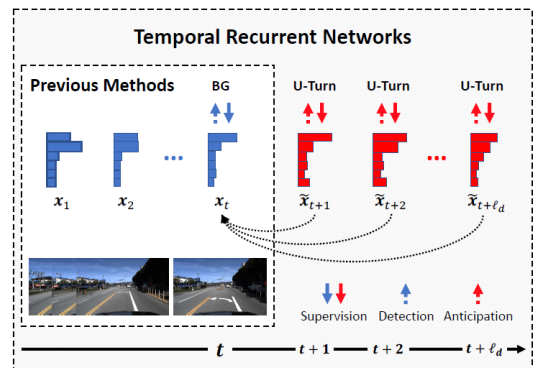 Temporal Recurrent Networks
Previous Methods
BG
U-Turn
U-Turn
U-Turn
x₁
x₂
xₜ
x̃ₜ₊₁
x̃ₜ₊₂
x̃ₜ₊ℓd
Supervision
Detection
Anticipation
t
t + 1
t + 2
t + ℓd